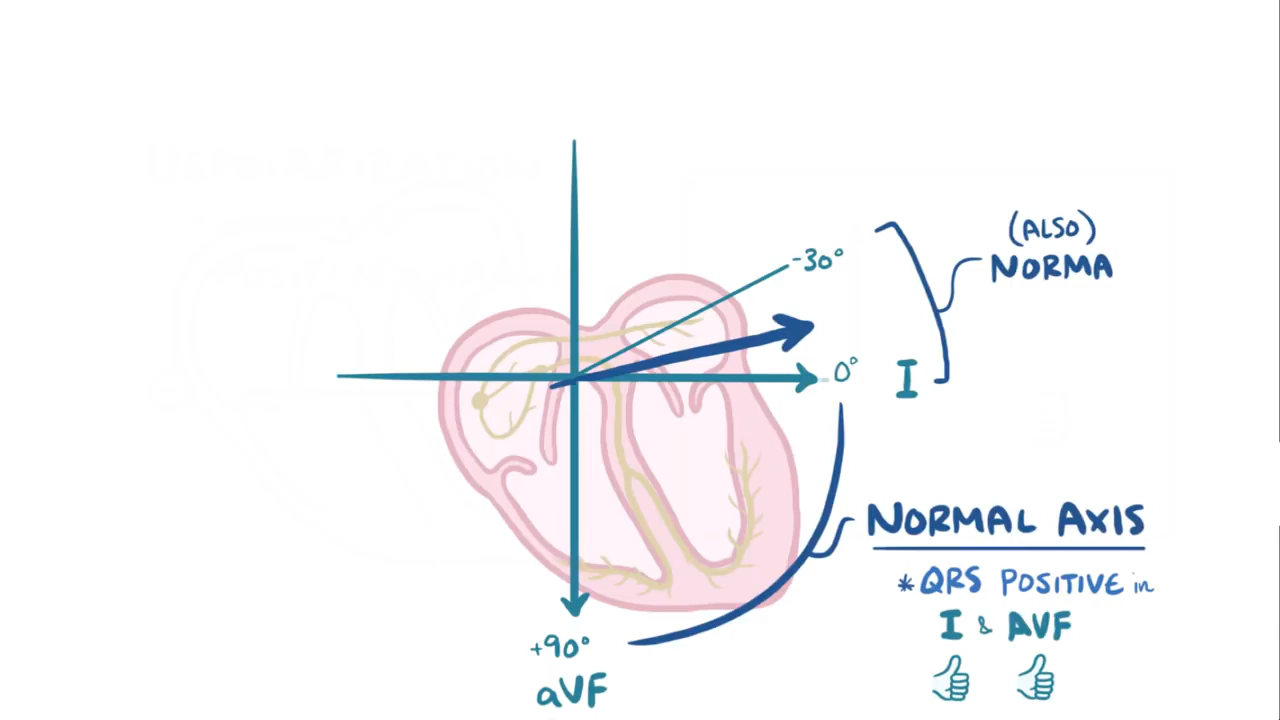 (ALSO)
NORMA
-30°
0°
I
NORMAL AXIS
*QRS POSITIVE in
I & AVF
+90°
aVF